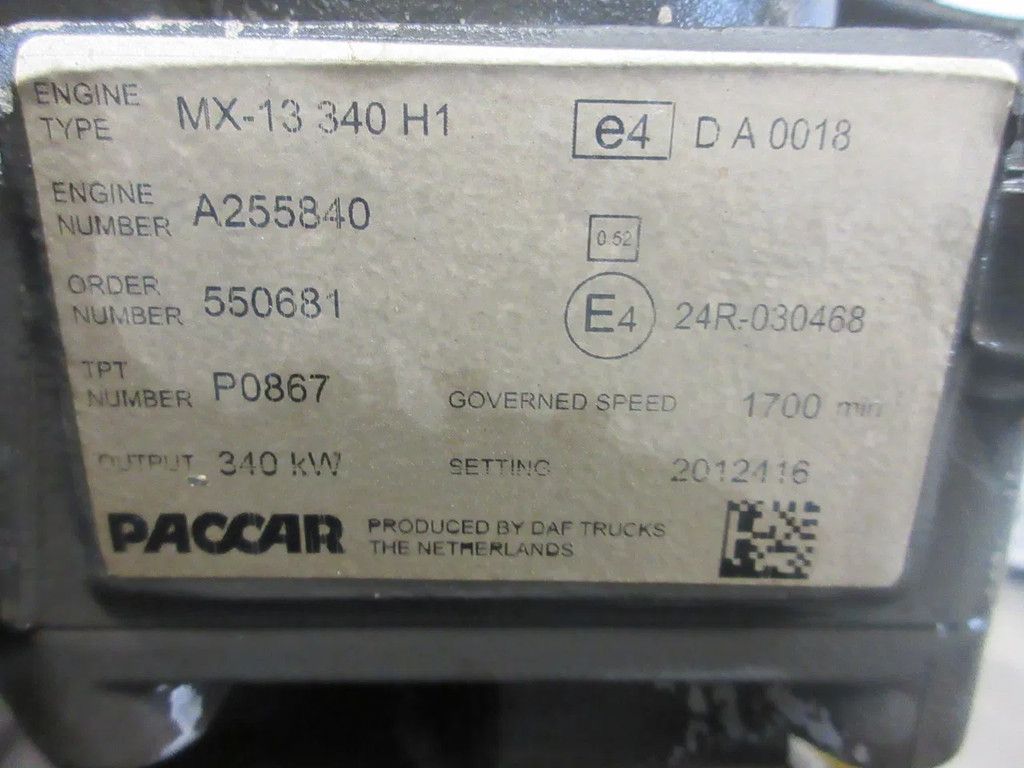 ENGINE TYPE MX-13 340 H1
e4 D A 0018
ENGINE NUMBER A255840
0.52
ORDER NUMBER 550681
E4 24R-030468
TPT NUMBER P0867
GOVERNED SPEED 1700 min
OUTPUT 340 kW
SETTING 2012416
PACCAR
PRODUCED BY DAF TRUCKS
THE NETHERLANDS